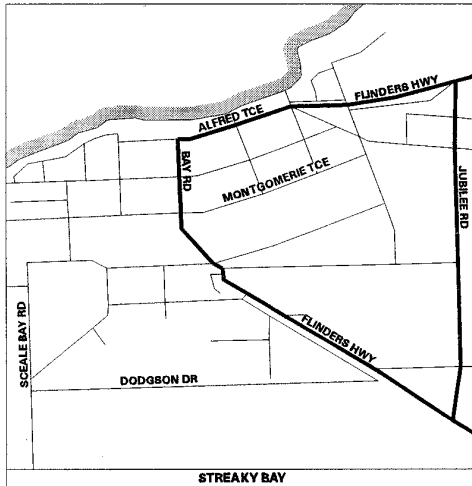 FLINDERS HWY
ALFRED TCE
BAY RD
MONTGOMERIE TCE
JUBILEE RD
SCEALE BAY RD
FLINDERS HWY
DODGSON DR
STREAKY BAY